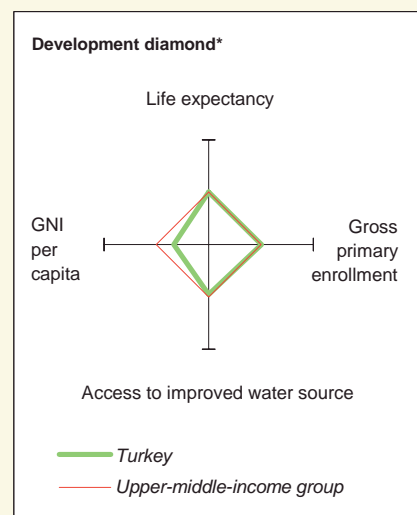 Development diamond*
Life expectancy
GNI
per
capita
Gross
primary
enrollment
Access to improved water source
Turkey
Upper-middle-income group